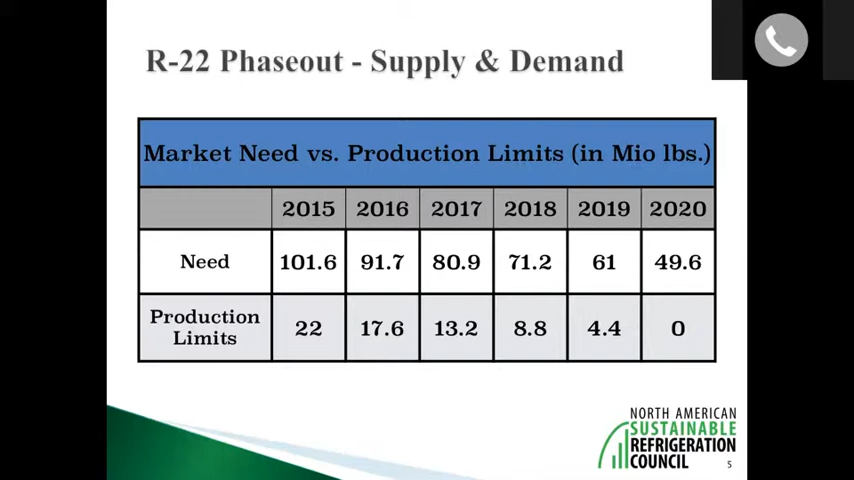 R-22 Phaseout - Supply & Demand
Market Need vs. Production Limits (in Mio lbs.)
2015 2016 2017 2018 2019 2020
Need 101.6 91.7 80.9 71.2 61 49.6
Production
Limits 22 17.6 13.2 8.8 4.4 0
NORTH AMERICAN
SUSTAINABLE
REFRIGERATION
COUNCIL
5